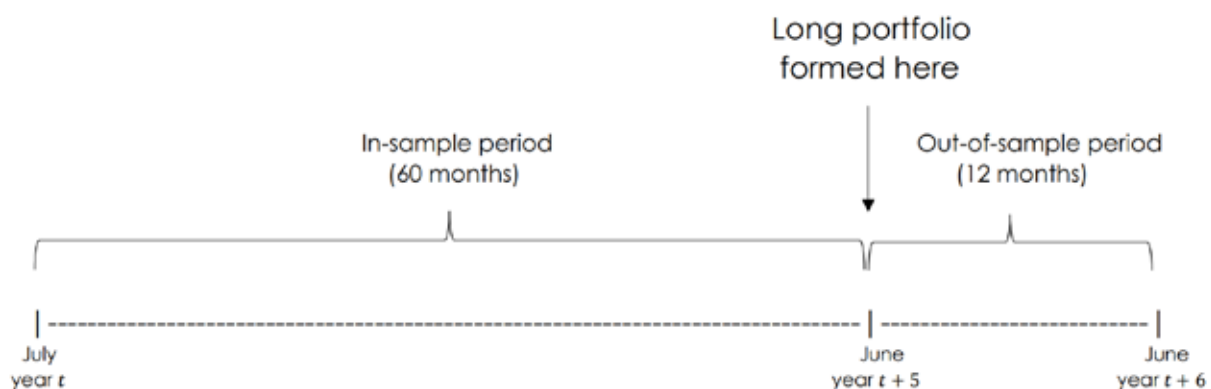 Long portfolio
formed here
In-sample period
(60 months)
Out-of-sample period
(12 months)
July
year t
June
year t + 5
June
year t + 6